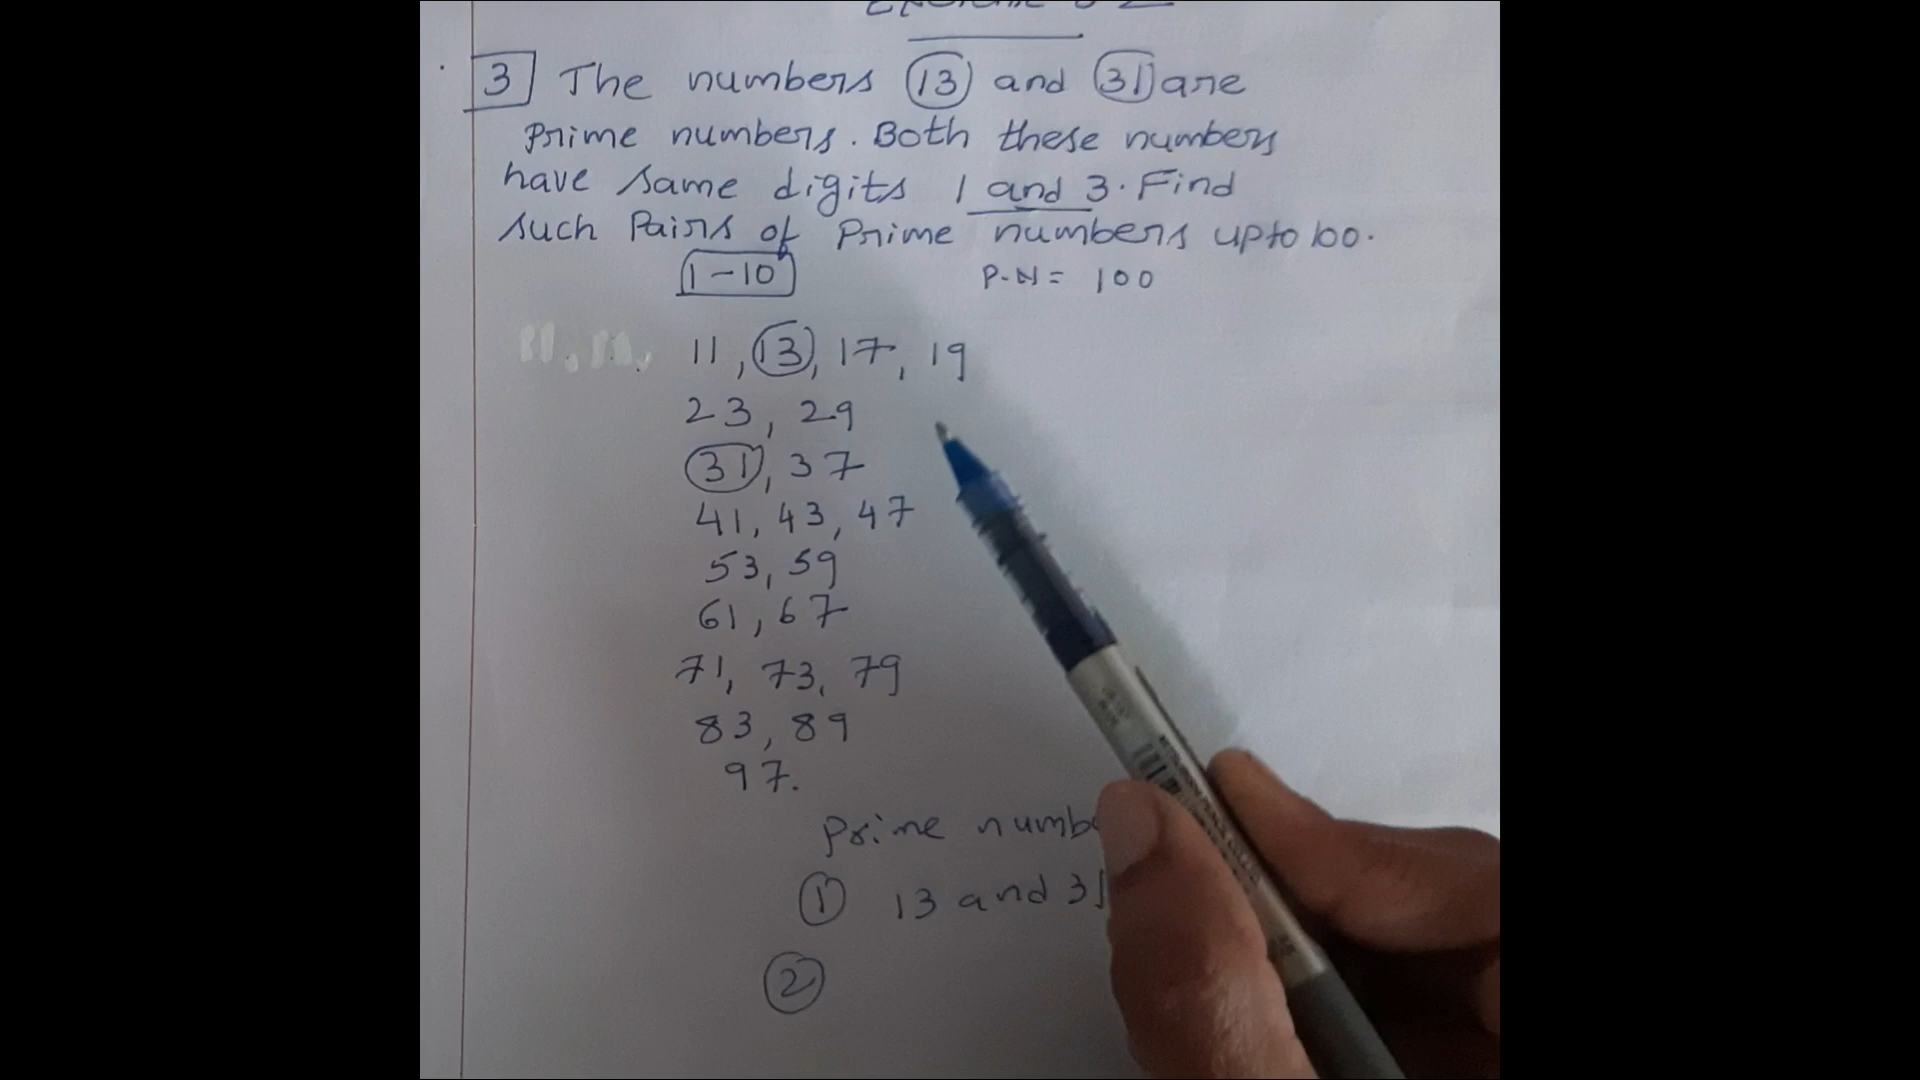 3 The numbers 13 and 31 are
Prime numbers. Both these numbers
have same digits 1 and 3. Find
such Pairs of Prime numbers upto 100.
1-10 P.N = 100
11, 13, 17, 19
23, 29
31, 37
41, 43, 47
53, 59
61, 67
71, 73, 79
83, 89
97.
Prime numb
1 13 and 31
2